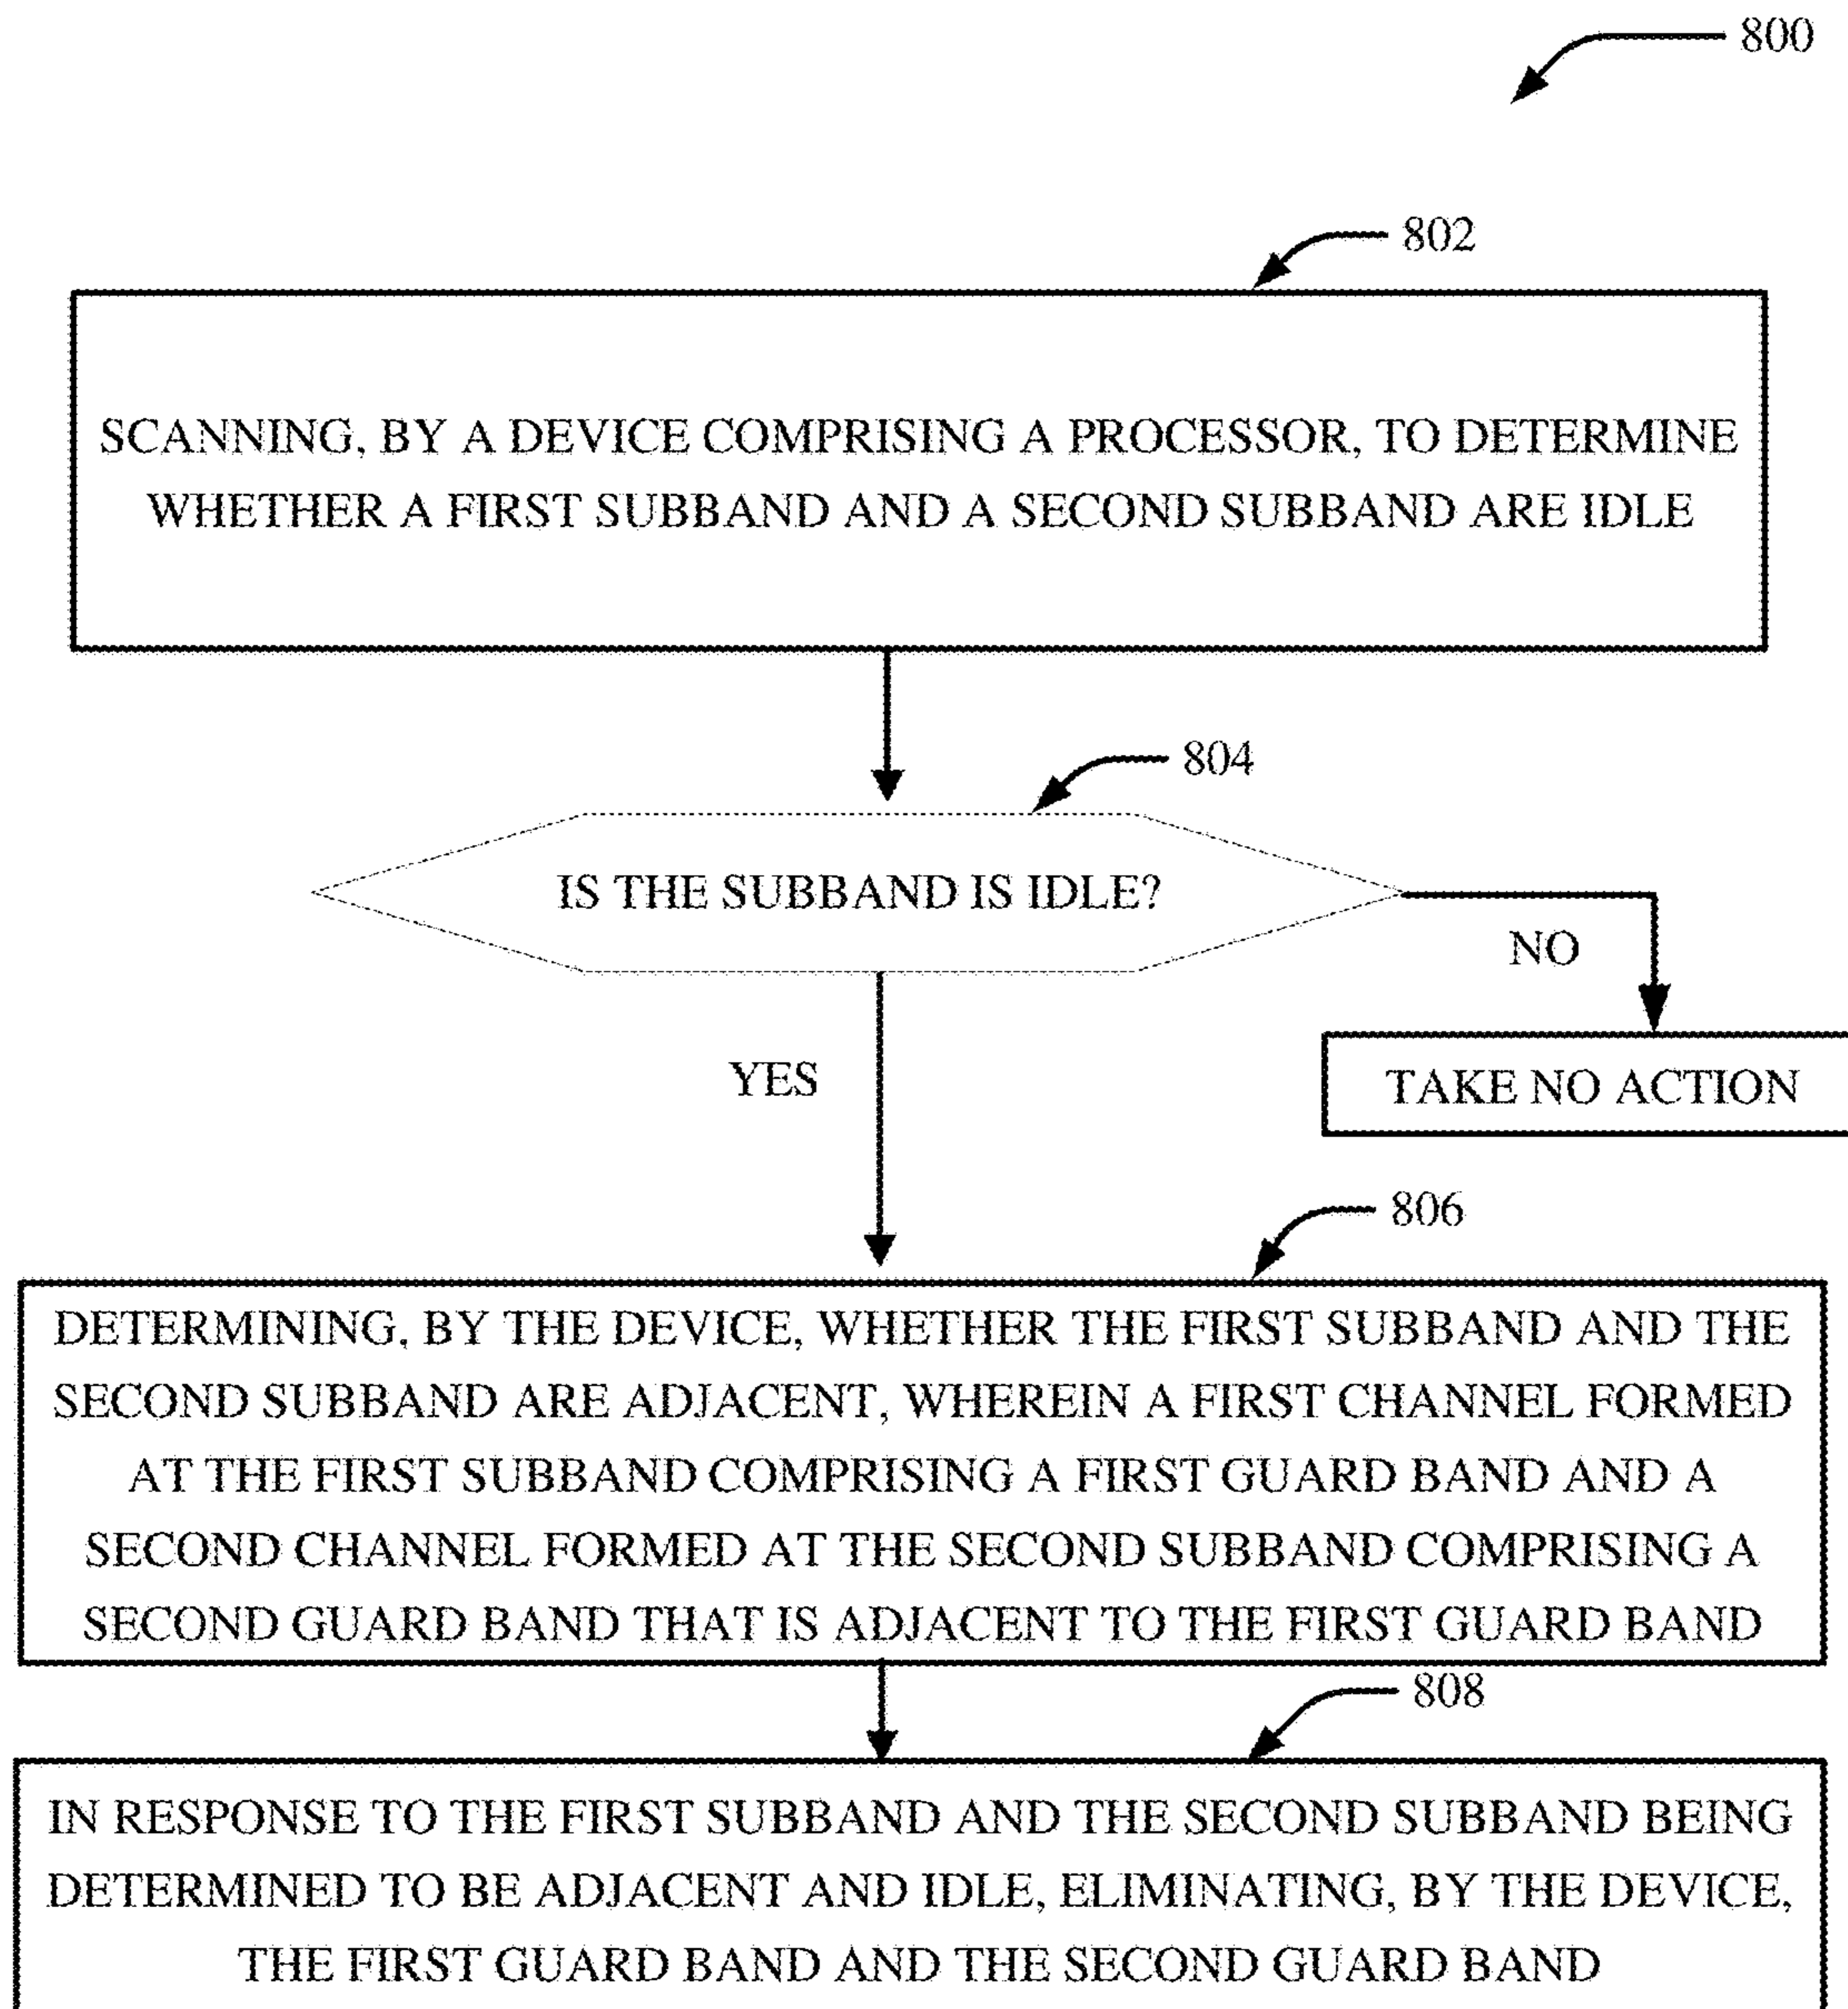 800
802
SCANNING, BY A DEVICE COMPRISING A PROCESSOR, TO DETERMINE
WHETHER A FIRST SUBBAND AND A SECOND SUBBAND ARE IDLE
804
IS THE SUBBAND IS IDLE?
NO
TAKE NO ACTION
YES
806
DETERMINING, BY THE DEVICE, WHETHER THE FIRST SUBBAND AND THE
SECOND SUBBAND ARE ADJACENT, WHEREIN A FIRST CHANNEL FORMED
AT THE FIRST SUBBAND COMPRISING A FIRST GUARD BAND AND A
SECOND CHANNEL FORMED AT THE SECOND SUBBAND COMPRISING A
SECOND GUARD BAND THAT IS ADJACENT TO THE FIRST GUARD BAND
808
IN RESPONSE TO THE FIRST SUBBAND AND THE SECOND SUBBAND BEING
DETERMINED TO BE ADJACENT AND IDLE, ELIMINATING, BY THE DEVICE,
THE FIRST GUARD BAND AND THE SECOND GUARD BAND